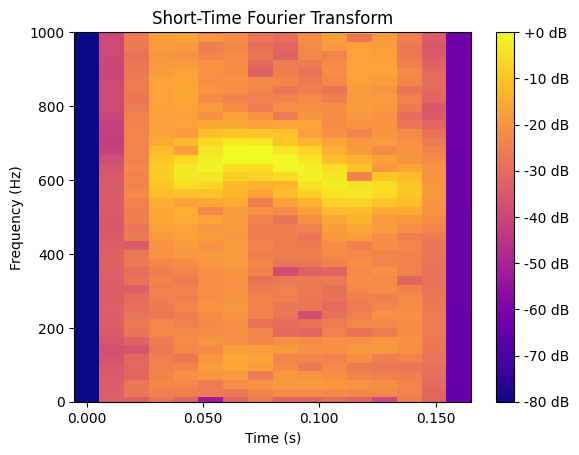 Short-Time Fourier Transform
1000
800
600
400
200
0
Frequency (Hz)
0.000
0.050
0.100
0.150
Time (s)
+0 dB
-10 dB
-20 dB
-30 dB
-40 dB
-50 dB
-60 dB
-70 dB
-80 dB